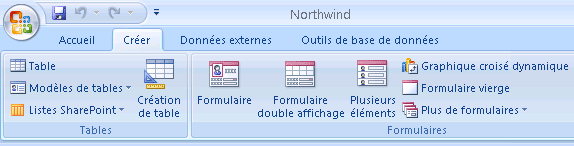 Northwind
Accueil Créer Données externes Outils de base de données
Table
Modèles de tables
Listes SharePoint
Création de table
Tables
Formulaire
Formulaire double affichage
Plusieurs éléments
Graphique croisé dynamique
Formulaire vierge
Plus de formulaires
Formulaires